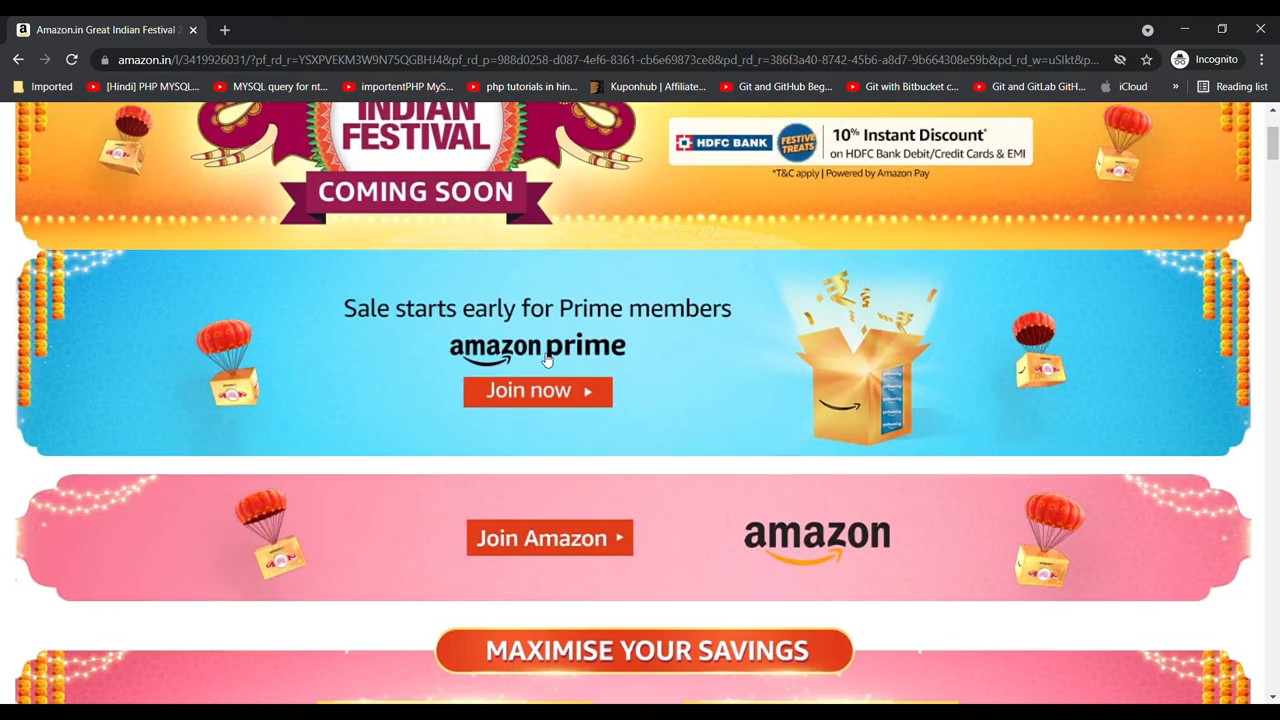 Amazon.in Great Indian Festival
amazon.in/l/3419926031/?pf_rd_r=YSXPVEKM3W9N75QGBHJ4&pf_rd_p=988d0258-d087-4ef6-8361-cb6e69873ce8&pd_rd_r=386f3a40-8742-45b6-a8d7-9b664308e59b&pd_rd_w=uSIkt&p...
Incognito
Imported
[Hindi] PHP MYSQL...
MYSQL query for nt...
importentPHP MyS...
php tutorials in hin...
Kuponhub | Affiliate...
Git and GitHub Beg...
Git with Bitbucket c...
Git and GitLab GitH...
iCloud
»
Reading list
INDIAN
FESTIVAL
COMING SOON
HDFC BANK
FESTIVE
TREATS
10% Instant Discount*
on HDFC Bank Debit/Credit Cards & EMI
*T&C apply | Powered by Amazon Pay
Sale starts early for Prime members
amazon prime
Join now
Join Amazon
amazon
MAXIMISE YOUR SAVINGS